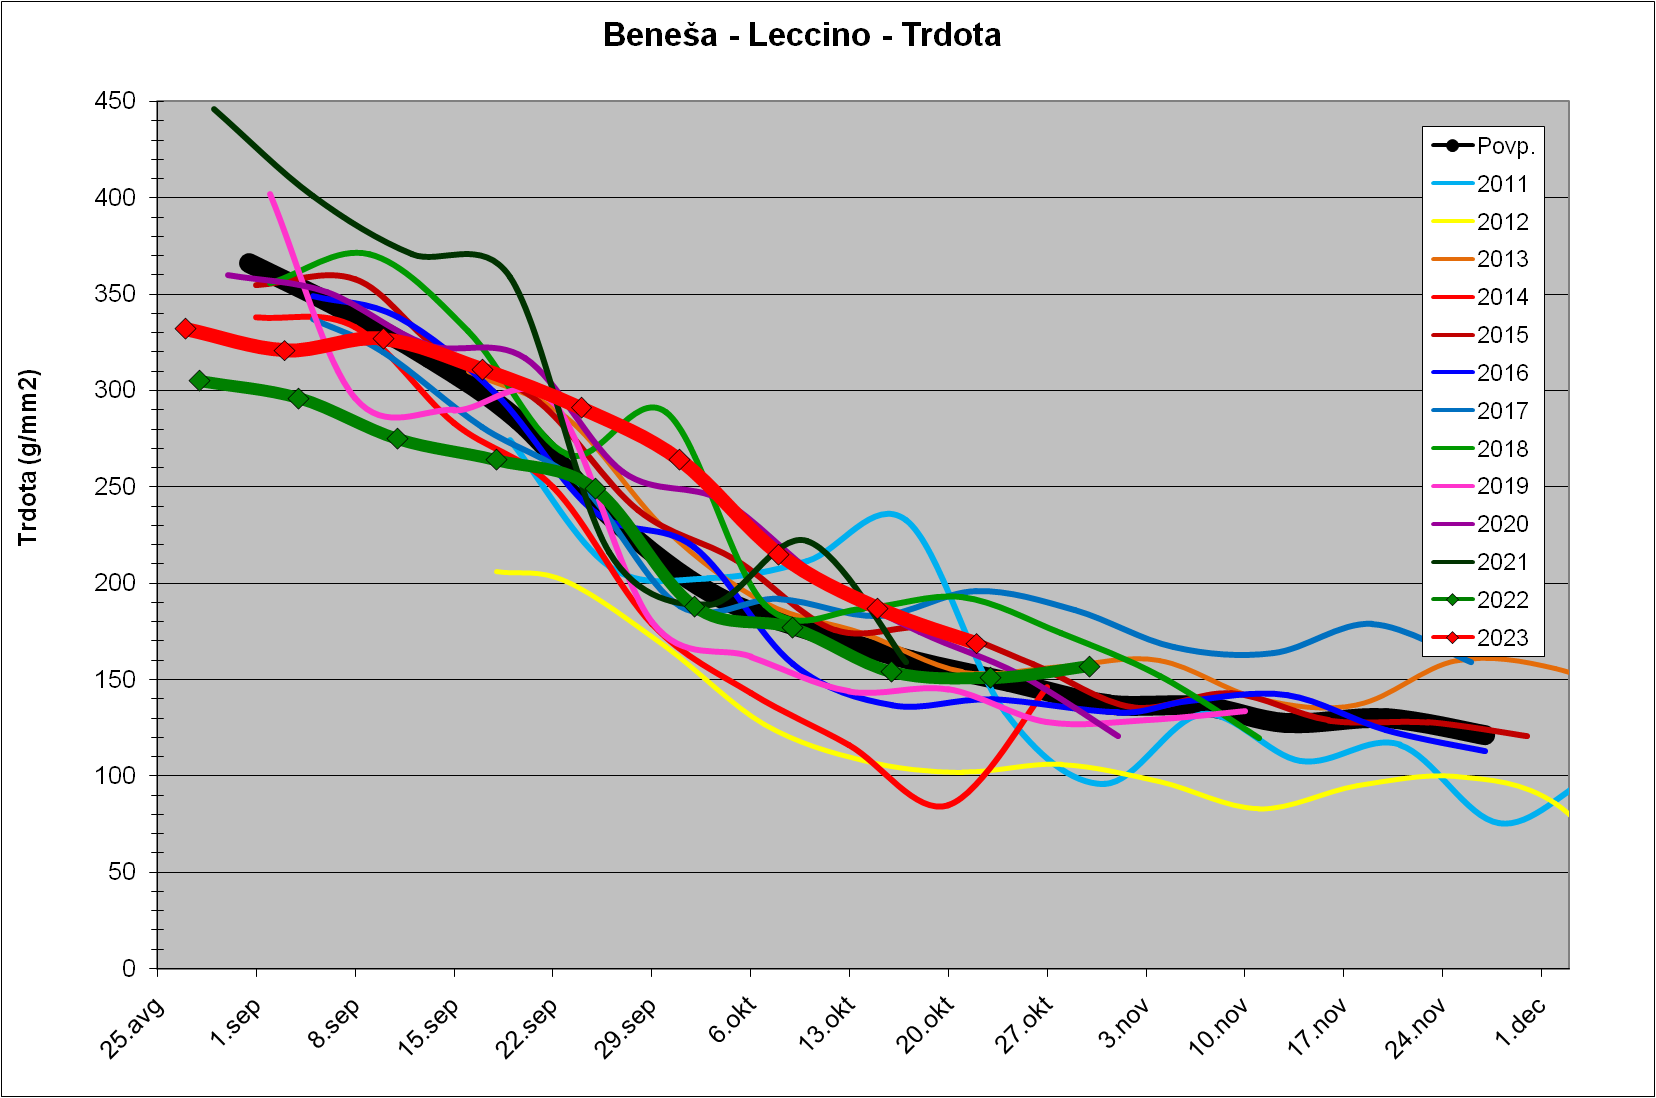 Beneša - Leccino - Trdota
Trdota (g/mm2)
450
400
350
300
250
200
150
100
50
0
25.avg
1.sep
8.sep
15.sep
22.sep
29.sep
6.okt
13.okt
20.okt
27.okt
3.nov
10.nov
17.nov
24.nov
1.dec
Povp.
2011
2012
2013
2014
2015
2016
2017
2018
2019
2020
2021
2022
2023